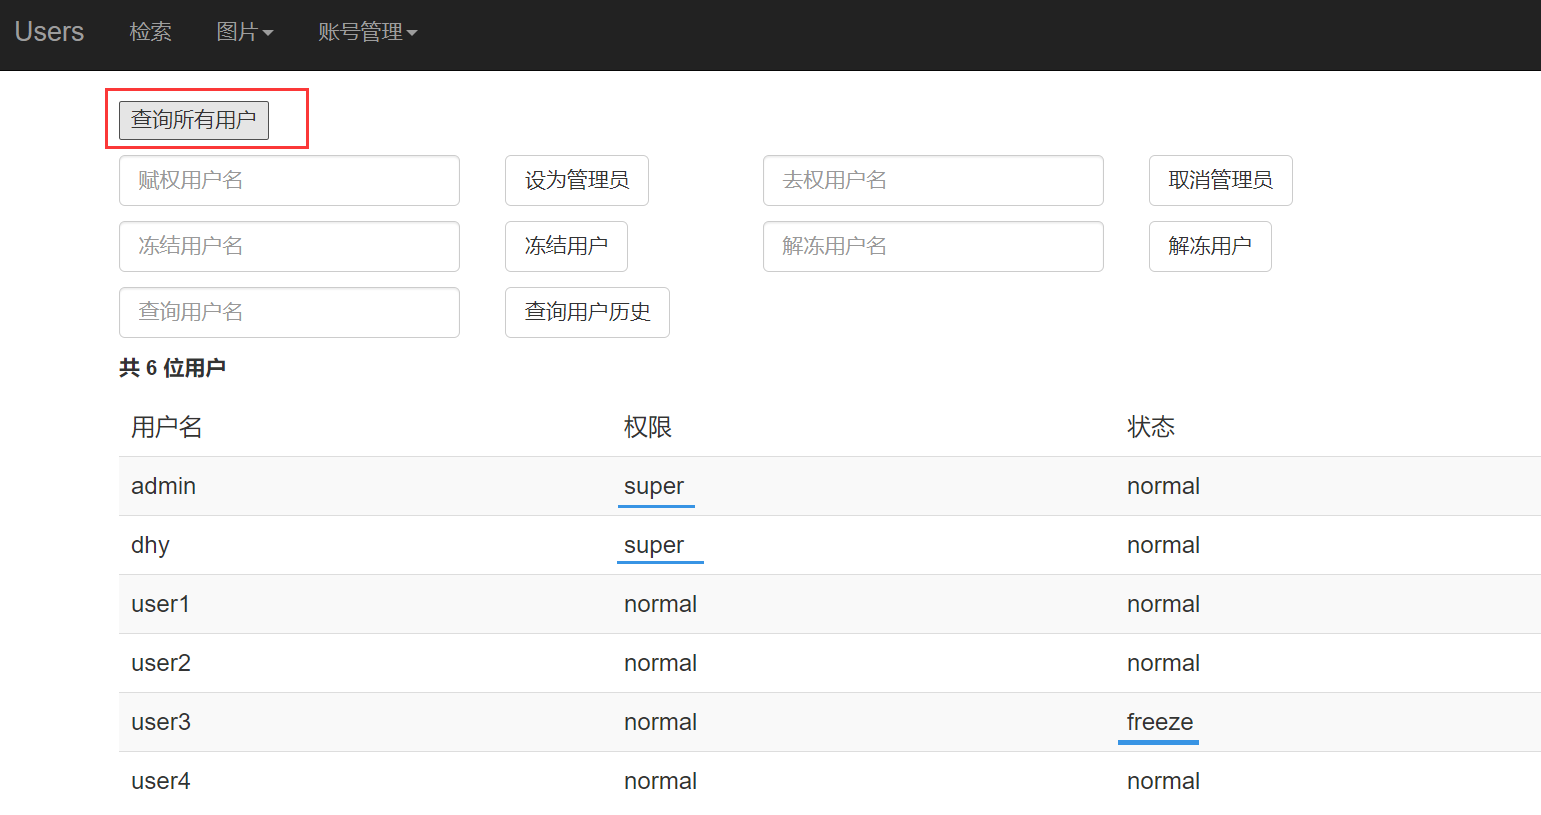 Users 检索 图片 账号管理
查询所有用户
赋权用户名 设为管理员 去权用户名 取消管理员
冻结用户名 冻结用户 解冻用户名 解冻用户
查询用户名 查询用户历史
共 6 位用户
用户名 权限 状态
admin super normal
dhy super normal
user1 normal normal
user2 normal normal
user3 normal freeze
user4 normal normal